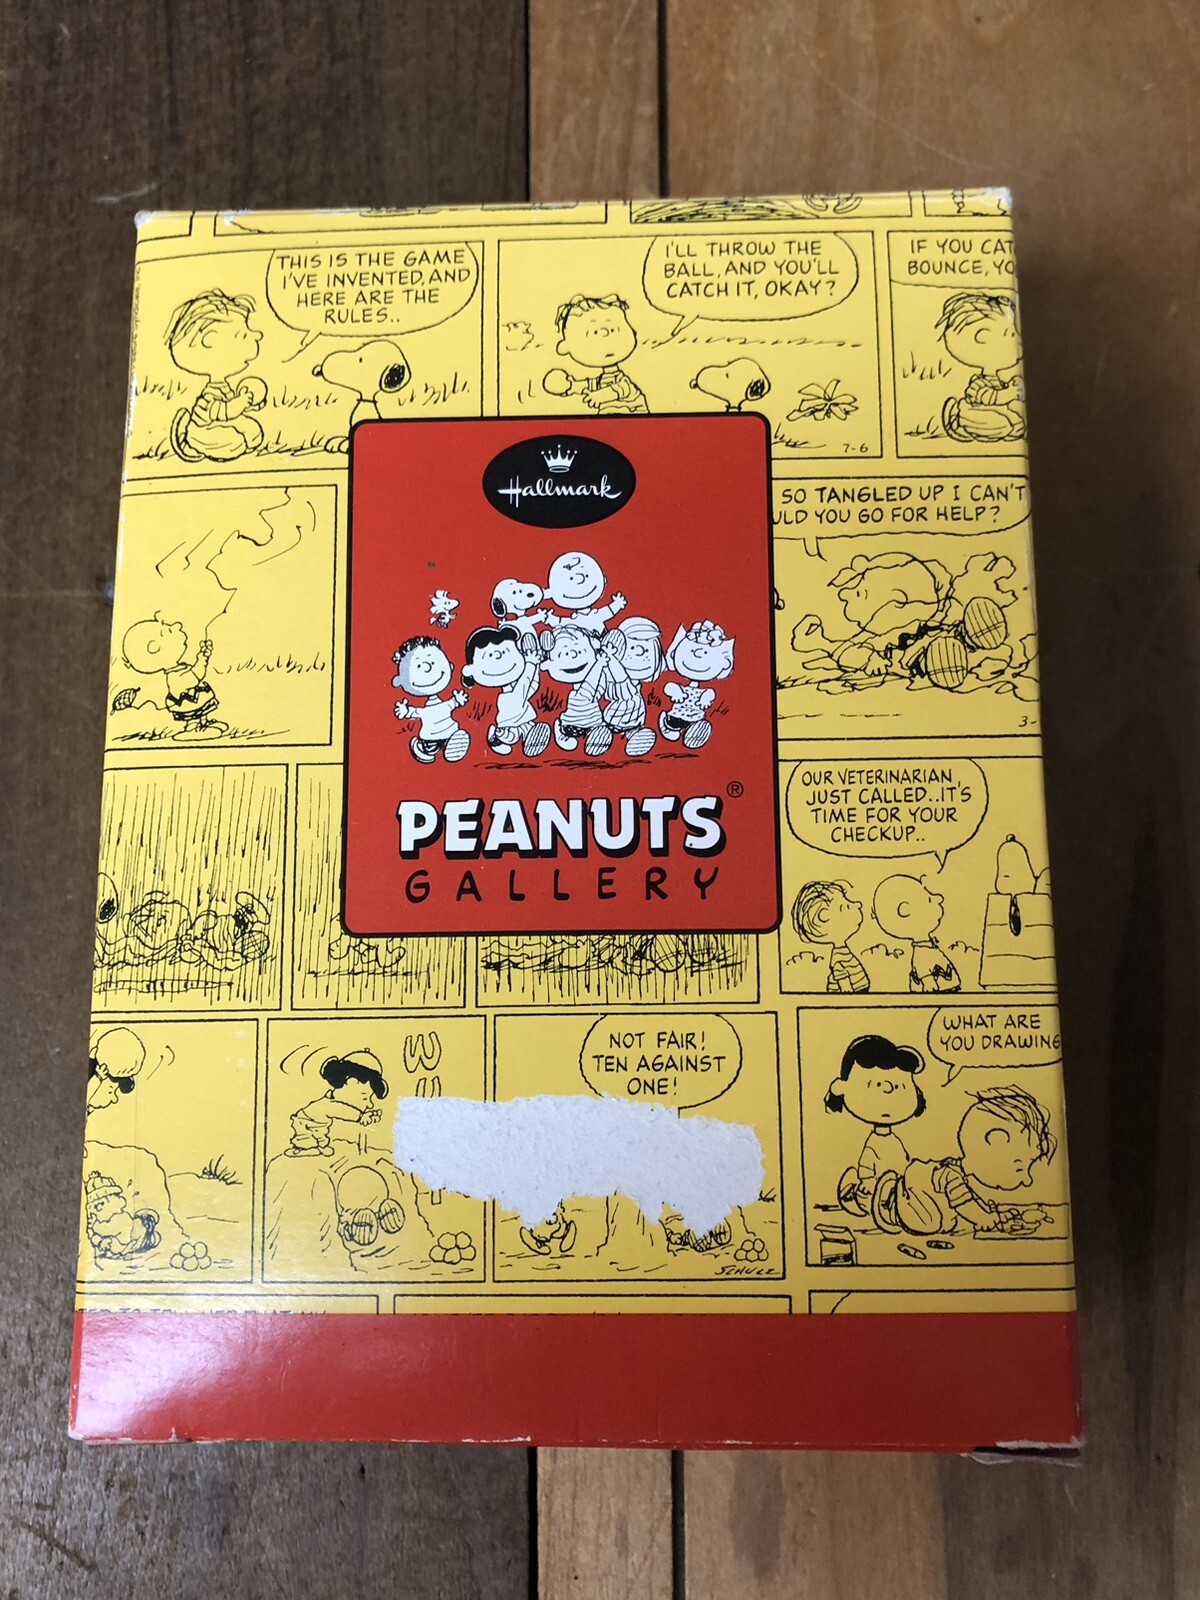 THIS IS THE GAME
I'VE INVENTED, AND
HERE ARE THE
RULES..
I'LL THROW THE
BALL, AND YOU'LL
CATCH IT, OKAY?
7-6
IF YOU CAT
BOUNCE, YO
Hallmark
SO TANGLED UP I CAN'T
ULD YOU GO FOR HELP?
3-
PEANUTS®
GALLERY
OUR VETERINARIAN
JUST CALLED..IT'S
TIME FOR YOUR
CHECKUP..
NOT FAIR!
TEN AGAINST
ONE!
SCHULZ
WHAT ARE
YOU DRAWING